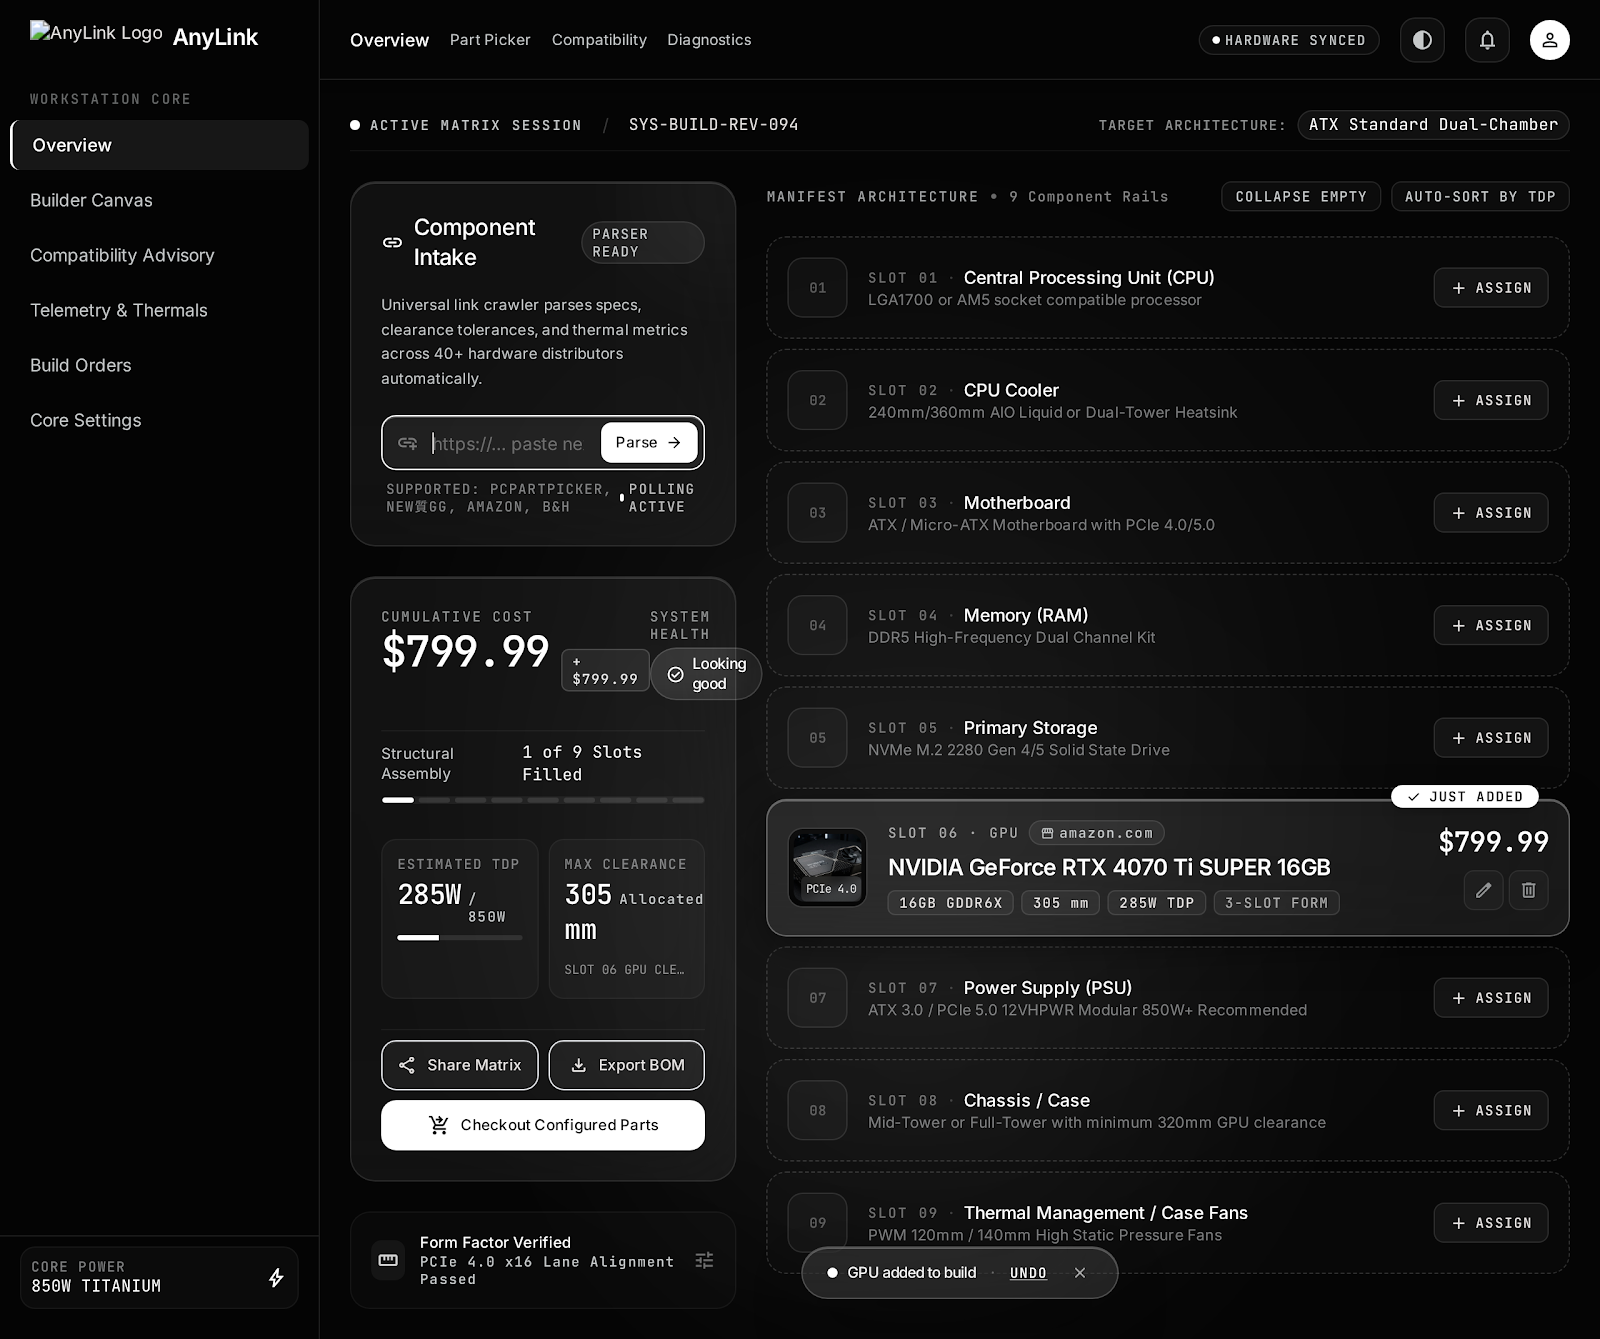 AnyLink Logo AnyLink
WORKSTATION CORE
Overview
Builder Canvas
Compatibility Advisory
Telemetry & Thermals
Build Orders
Core Settings
CORE POWER
850W TITANIUM
Overview Part Picker Compatibility Diagnostics
HARDWARE SYNCED
ACTIVE MATRIX SESSION / SYS-BUILD-REV-094
TARGET ARCHITECTURE: ATX Standard Dual-Chamber
Component
Intake
PARSER
READY
Universal link crawler parses specs,
clearance tolerances, and thermal metrics
across 40+ hardware distributors
automatically.
https://... paste ne
Parse →
SUPPORTED: PCPARTPICKER,
NEW質GG, AMAZON, B&H
POLLING
ACTIVE
CUMULATIVE COST
$799.99
+
$799.99
SYSTEM
HEALTH
Looking
good
Structural
Assembly
1 of 9 Slots
Filled
ESTIMATED TDP
285W /
850W
MAX CLEARANCE
305 Allocated
mm
SLOT 06 GPU CLE…
Share Matrix
Export BOM
Checkout Configured Parts
Form Factor Verified
PCIe 4.0 x16 Lane Alignment
Passed
MANIFEST ARCHITECTURE • 9 Component Rails
COLLAPSE EMPTY
AUTO-SORT BY TDP
01
SLOT 01 · Central Processing Unit (CPU)
LGA1700 or AM5 socket compatible processor
+ ASSIGN
02
SLOT 02 · CPU Cooler
240mm/360mm AIO Liquid or Dual-Tower Heatsink
+ ASSIGN
03
SLOT 03 · Motherboard
ATX / Micro-ATX Motherboard with PCIe 4.0/5.0
+ ASSIGN
04
SLOT 04 · Memory (RAM)
DDR5 High-Frequency Dual Channel Kit
+ ASSIGN
05
SLOT 05 · Primary Storage
NVMe M.2 2280 Gen 4/5 Solid State Drive
+ ASSIGN
JUST ADDED
PCIe 4.0
SLOT 06 · GPU amazon.com
NVIDIA GeForce RTX 4070 Ti SUPER 16GB
16GB GDDR6X 305 mm 285W TDP 3-SLOT FORM
$799.99
07
SLOT 07 · Power Supply (PSU)
ATX 3.0 / PCIe 5.0 12VHPWR Modular 850W+ Recommended
+ ASSIGN
08
SLOT 08 · Chassis / Case
Mid-Tower or Full-Tower with minimum 320mm GPU clearance
+ ASSIGN
09
SLOT 09 · Thermal Management / Case Fans
PWM 120mm / 140mm High Static Pressure Fans
+ ASSIGN
GPU added to build · UNDO